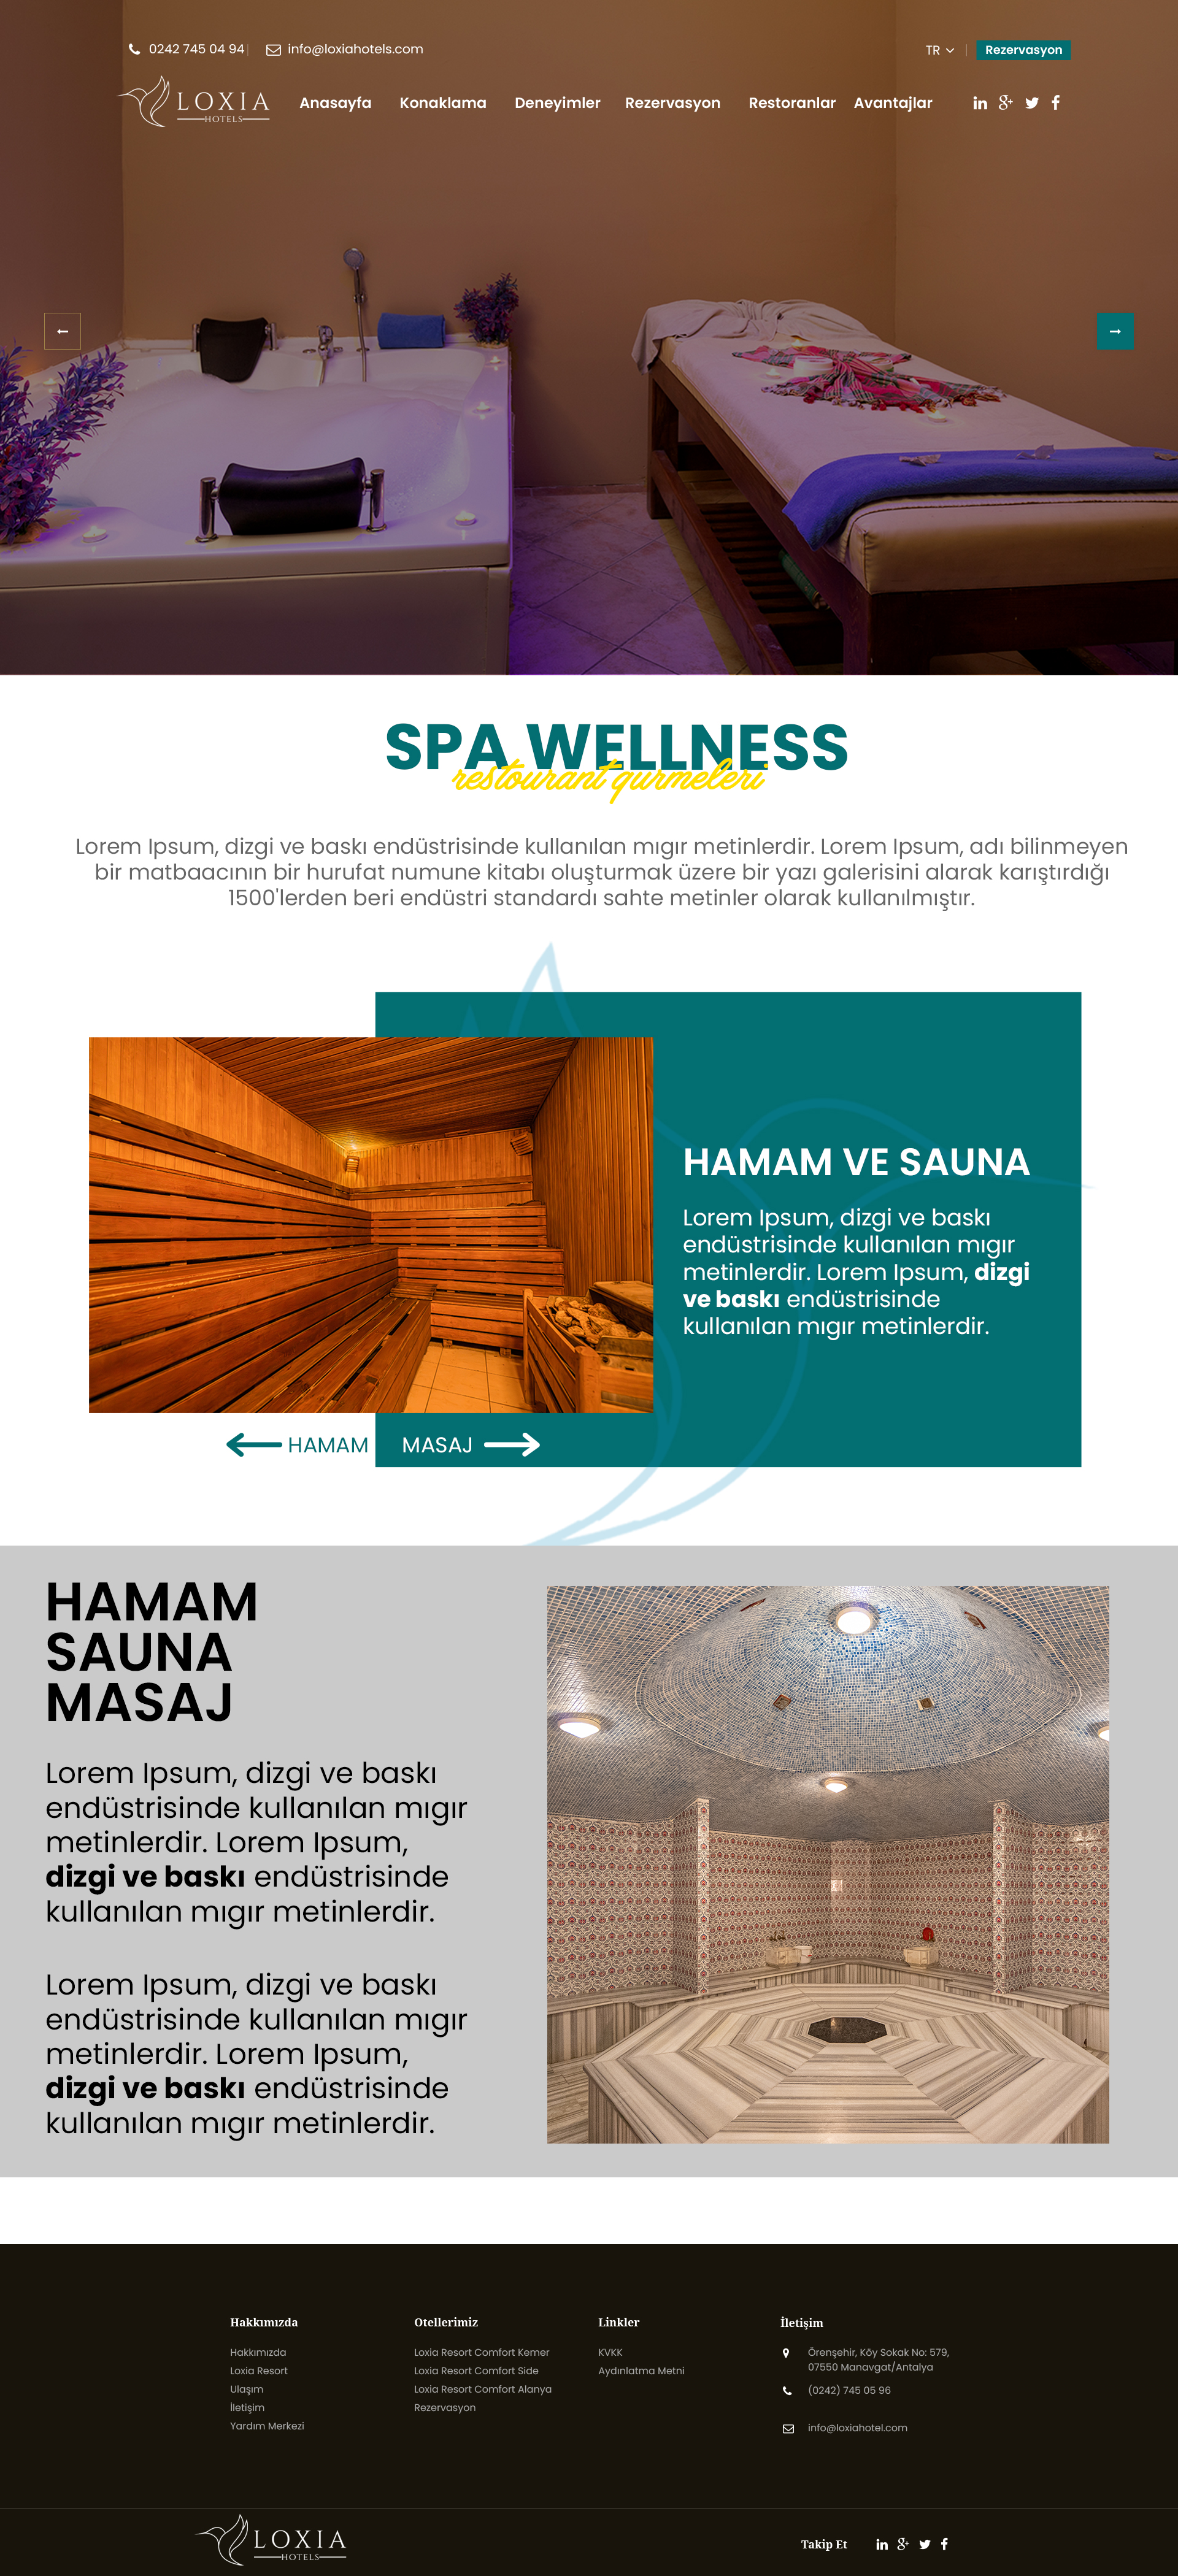 0242 745 04 94
info@loxiahotels.com
TR
Rezervasyon
LOXIA
HOTELS
Anasayfa
Konaklama
Deneyimler
Rezervasyon
Restoranlar
Avantajlar
SPA WELLNESS
restourant gurmeleri
Lorem Ipsum, dizgi ve baskı endüstrisinde kullanılan mıgır metinlerdir. Lorem Ipsum, adı bilinmeyen
bir matbaacının bir hurufat numune kitabı oluşturmak üzere bir yazı galerisini alarak karıştırdığı
1500'lerden beri endüstri standardı sahte metinler olarak kullanılmıştır.
HAMAM VE SAUNA
Lorem Ipsum, dizgi ve baskı
endüstrisinde kullanılan mıgır
metinlerdir. Lorem Ipsum, dizgi
ve baskı endüstrisinde
kullanılan mıgır metinlerdir.
HAMAM
MASAJ
HAMAM
SAUNA
MASAJ
Lorem Ipsum, dizgi ve baskı
endüstrisinde kullanılan mıgır
metinlerdir. Lorem Ipsum,
dizgi ve baskı endüstrisinde
kullanılan mıgır metinlerdir.
Lorem Ipsum, dizgi ve baskı
endüstrisinde kullanılan mıgır
metinlerdir. Lorem Ipsum,
dizgi ve baskı endüstrisinde
kullanılan mıgır metinlerdir.
Hakkımızda
Hakkımızda
Loxia Resort
Ulaşım
İletişim
Yardım Merkezi
Otellerimiz
Loxia Resort Comfort Kemer
Loxia Resort Comfort Side
Loxia Resort Comfort Alanya
Rezervasyon
Linkler
KVKK
Aydınlatma Metni
İletişim
Örenşehir, Köy Sokak No: 579,
07550 Manavgat/Antalya
(0242) 745 05 96
info@loxiahotel.com
LOXIA
HOTELS
Takip Et